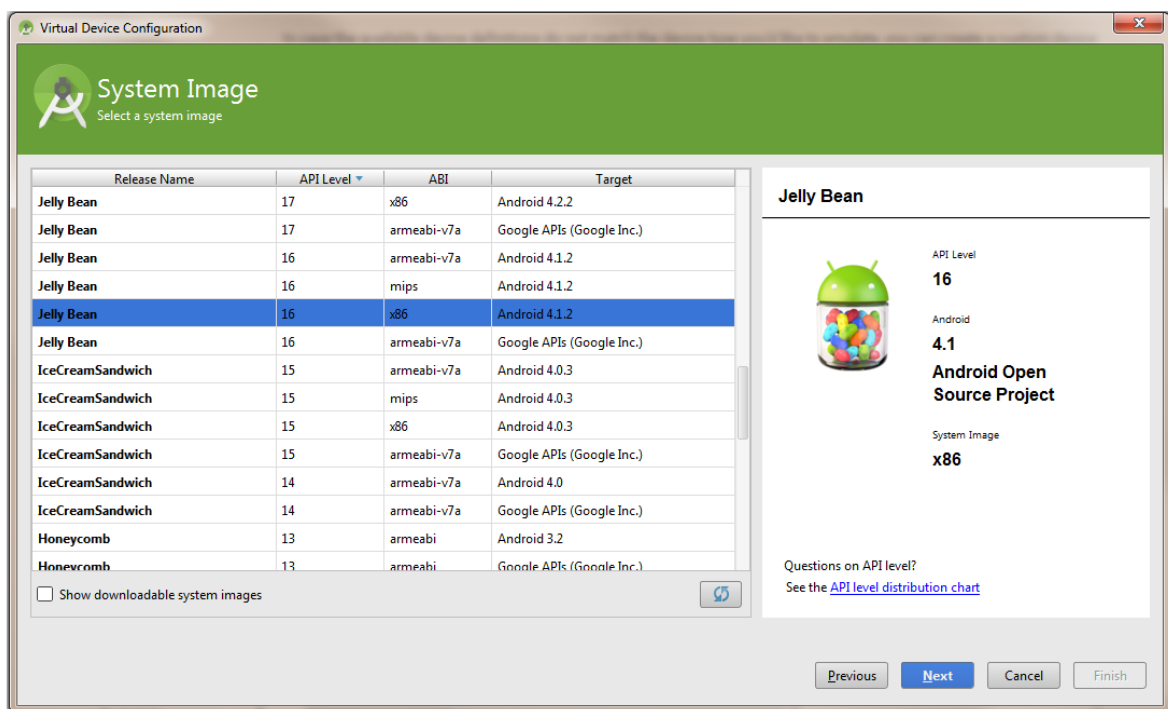 Virtual Device Configuration
System Image
Select a system image
Release Name API Level ABI Target
Jelly Bean 17 x86 Android 4.2.2
Jelly Bean 17 armeabi-v7a Google APIs (Google Inc.)
Jelly Bean 16 armeabi-v7a Android 4.1.2
Jelly Bean 16 mips Android 4.1.2
Jelly Bean 16 x86 Android 4.1.2
Jelly Bean 16 armeabi-v7a Google APIs (Google Inc.)
IceCreamSandwich 15 armeabi-v7a Android 4.0.3
IceCreamSandwich 15 mips Android 4.0.3
IceCreamSandwich 15 x86 Android 4.0.3
IceCreamSandwich 15 armeabi-v7a Google APIs (Google Inc.)
IceCreamSandwich 14 armeabi-v7a Android 4.0
IceCreamSandwich 14 armeabi-v7a Google APIs (Google Inc.)
Honeycomb 13 armeabi Android 3.2
Honeycomb 13 armeabi Google APIs (Google Inc.)
Show downloadable system images
Jelly Bean
API Level
16
Android
4.1
Android Open
Source Project
System Image
x86
Questions on API level?
See the API level distribution chart
Previous Next Cancel Finish